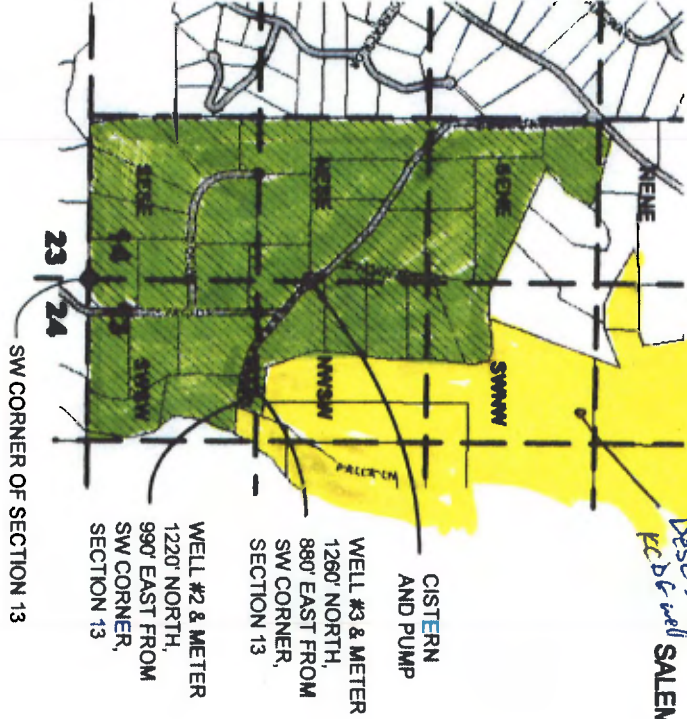 SALEM
well
NENE
SENE
SWNW
CISTERN
AND PUMP
NESE
NWSW
WELL #3 & METER
1260' NORTH,
880' EAST FROM
SW CORNER,
SECTION 13
SESE
SWSW
WELL #2 & METER
1220' NORTH,
990' EAST FROM
SW CORNER,
SECTION 13
14
13
23
24
SW CORNER OF SECTION 13